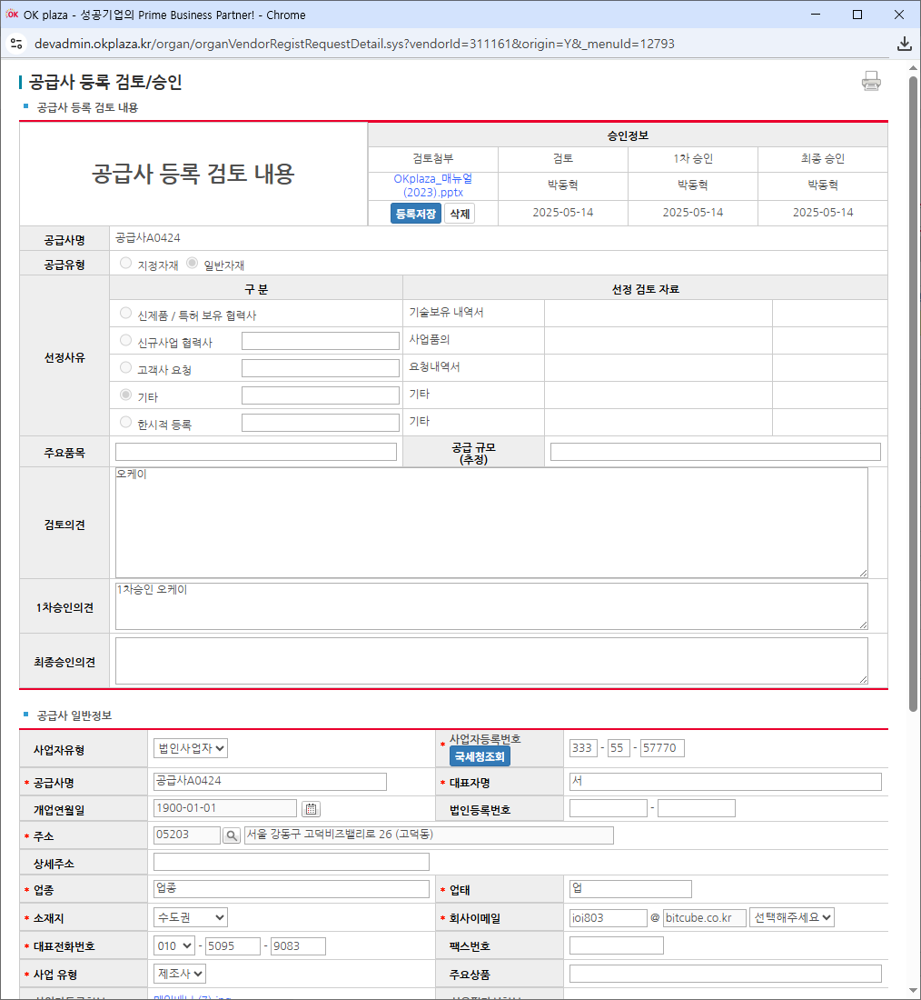 OK OK plaza - 성공기업의 Prime Business Partner! - Chrome
devadmin.okplaza.kr/organ/organVendorRegistRequestDetail.sys?vendorId=311161&origin=Y&_menuId=12793
공급사 등록 검토/승인
공급사 등록 검토 내용
공급사 등록 검토 내용
승인정보
검토첨부 검토 1차 승인 최종 승인
OKplaza_매뉴얼
(2023).pptx
박동혁 박동혁 박동혁
등록저장 삭제 2025-05-14 2025-05-14 2025-05-14
공급사명 공급사A0424
공급유형 지정자재 일반자재
선정사유
구 분 선정 검토 자료
신제품 / 특허 보유 협력사 기술보유 내역서
신규사업 협력사 사업품의
고객사 요청 요청내역서
기타 기타
한시적 등록 기타
주요품목 공급 규모
(추정)
검토의견 오케이
1차승인의견 1차승인 오케이
최종승인의견
공급사 일반정보
사업자유형 법인사업자 * 사업자등록번호 333 - 55 - 57770
국세청조회
* 공급사명 공급사A0424 * 대표자명 서
개업연월일 1900-01-01 법인등록번호 -
* 주소 05203 서울 강동구 고덕비즈밸리로 26 (고덕동)
상세주소
* 업종 업종 * 업태 업
* 소재지 수도권 * 회사이메일 ioi803 @ bitcube.co.kr 선택해주세요
* 대표전화번호 010 - 5095 - 9083 팩스번호
* 사업 유형 제조사 주요상품